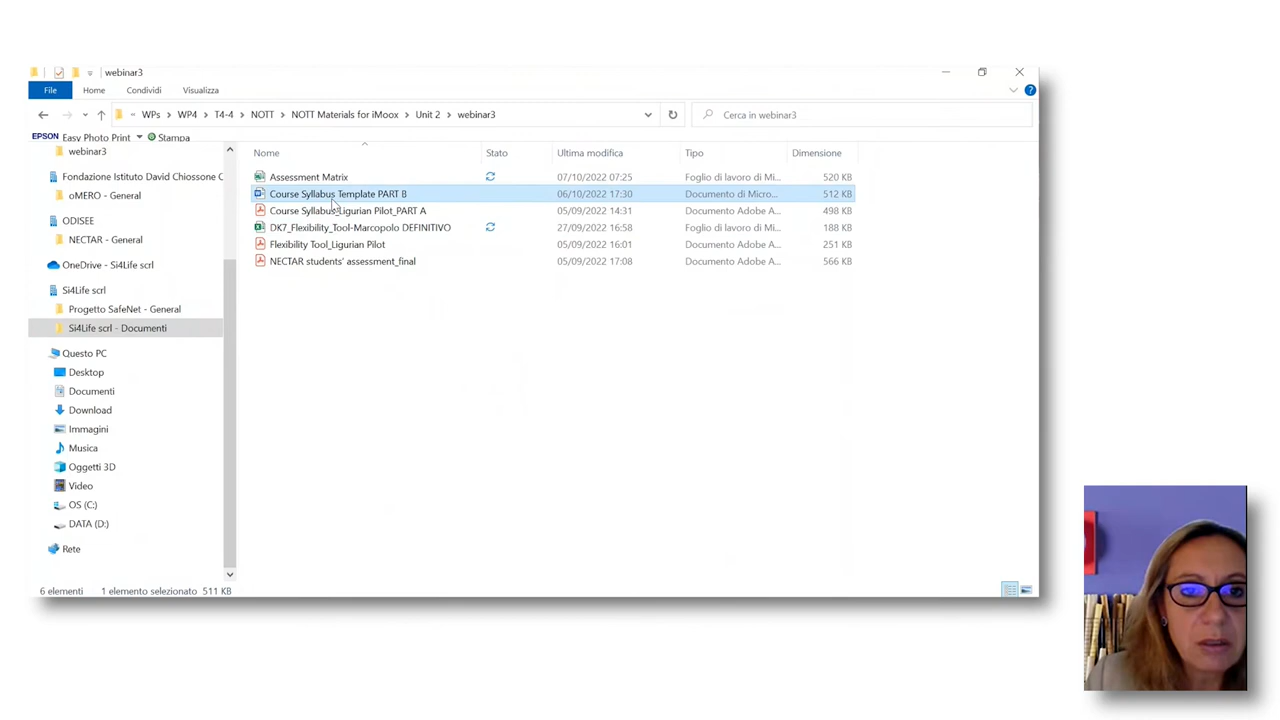 webinar3
File Home Condividi Visualizza
WPs > WP4 > T4-4 > NOTT > NOTT Materials for iMoox > Unit 2 > webinar3 Cerca in webinar3
EPSON Easy Photo Print Stampa
webinar3
Fondazione Istituto David Chiossone
oMERO - General
ODISEE
NECTAR - General
OneDrive - Si4Life scrl
Si4Life scrl
Progetto SafeNet - General
Si4Life scrl - Documenti
Questo PC
Desktop
Documenti
Download
Immagini
Musica
Oggetti 3D
Video
OS (C:)
DATA (D:)
Rete
Nome Stato Ultima modifica Tipo Dimensione
Assessment Matrix 07/10/2022 07:25 Foglio di lavoro di Mi... 520 KB
Course Syllabus Template PART B 06/10/2022 17:30 Documento di Micro... 512 KB
Course Syllabus_Ligurian Pilot_PART A 05/09/2022 14:31 Documento Adobe A... 498 KB
DK7_Flexibility_Tool-Marcopolo DEFINITIVO 27/09/2022 16:58 Foglio di lavoro di Mi... 188 KB
Flexibility Tool_Ligurian Pilot 05/09/2022 16:01 Documento Adobe A... 251 KB
NECTAR students' assessment_final 05/09/2022 17:08 Documento Adobe A... 566 KB
6 elementi 1 elemento selezionato 511 KB